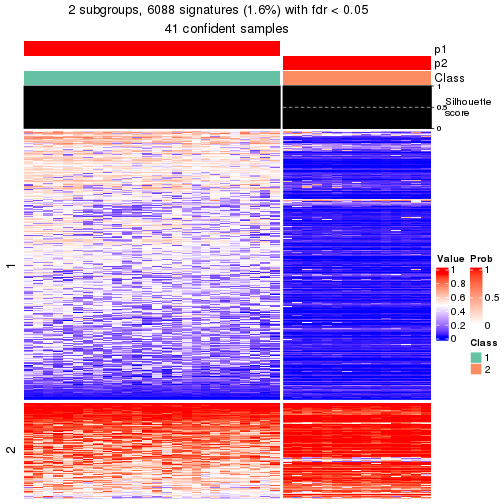 2 subgroups, 6088 signatures (1.6%) with fdr < 0.05
41 confident samples
p1
p2
Class
1
0.5
0
Silhouette
score
1
2
Value
1
0.8
0.6
0.4
0.2
0
Prob
1
0.5
0
Class
1
2